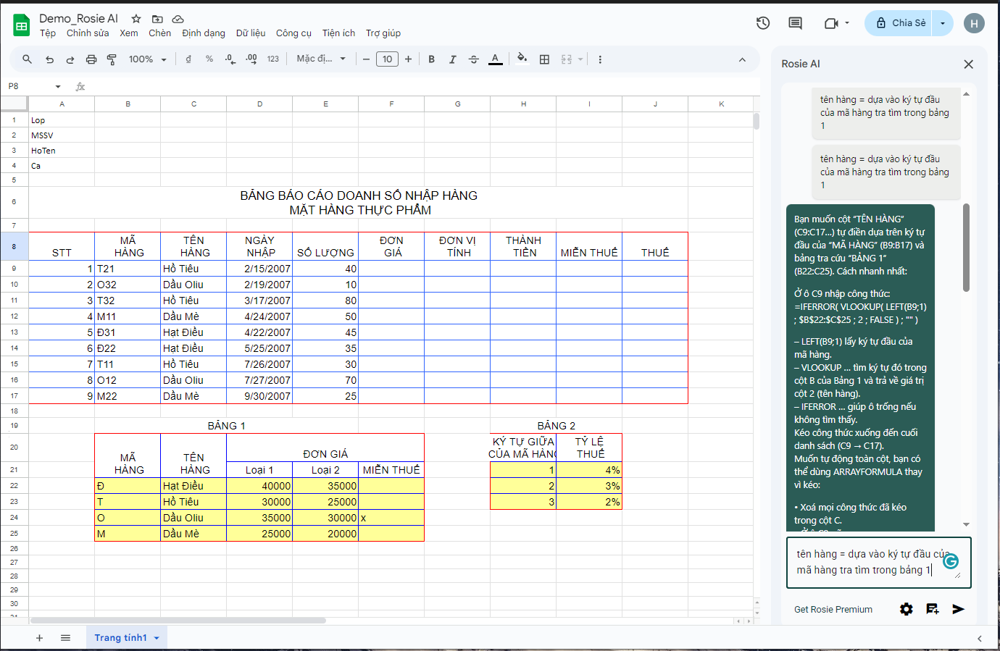 Demo_Rosie AI
Tệp Chỉnh sửa Xem Chèn Định dạng Dữ liệu Công cụ Tiện ích Trợ giúp
Chia Sẻ
H
100% đ % .0 .00 123 Mặc đị... 10 B I A
P8 fx
A B C D E F G H I J K
1 Lop
2 MSSV
3 HoTen
4 Ca
5
6 BẢNG BÁO CÁO DOANH SỐ NHẬP HÀNG
MẶT HÀNG THỰC PHẨM
7
8 STT MÃ HÀNG TÊN HÀNG NGÀY NHẬP SỐ LƯỢNG ĐƠN GIÁ ĐƠN VỊ TÍNH THÀNH TIỀN MIỄN THUẾ THUẾ
9 1 T21 Hồ Tiêu 2/15/2007 40
10 2 O32 Dầu Oliu 2/19/2007 10
11 3 T32 Hồ Tiêu 3/17/2007 80
12 4 M11 Dầu Mè 4/24/2007 50
13 5 Đ31 Hạt Điều 4/22/2007 45
14 6 Đ22 Hạt Điều 5/25/2007 35
15 7 T11 Hồ Tiêu 7/26/2007 30
16 8 O12 Dầu Oliu 7/27/2007 70
17 9 M22 Dầu Mè 9/30/2007 25
18
19 BẢNG 1 BẢNG 2
20 MÃ HÀNG TÊN HÀNG ĐƠN GIÁ KÝ TỰ GIỮA CỦA MÃ HÀNG TỶ LỆ THUẾ
21 Loại 1 Loại 2 MIỄN THUẾ 1 4%
22 Đ Hạt Điều 40000 35000 2 3%
23 T Hồ Tiêu 30000 25000 3 2%
24 O Dầu Oliu 35000 30000 x
25 M Dầu Mè 25000 20000
26
27
28
29
30
Trang tính1
Rosie AI
tên hàng = dựa vào ký tự đầu
của mã hàng tra tìm trong bảng
1
tên hàng = dựa vào ký tự đầu
của mã hàng tra tìm trong bảng
1
Bạn muốn cột “TÊN HÀNG”
(C9:C17…) tự điền dựa trên ký tự
đầu của “MÃ HÀNG” (B9:B17) và
bảng tra cứu “BẢNG 1”
(B22:C25). Cách nhanh nhất:
Ở ô C9 nhập công thức:
=IFERROR( VLOOKUP( LEFT(B9;1)
; $B$22:$C$25 ; 2 ; FALSE ) ; "" )
– LEFT(B9;1) lấy ký tự đầu của
mã hàng.
– VLOOKUP … tìm ký tự đó trong
cột B của Bảng 1 và trả về giá trị
cột 2 (tên hàng).
– IFERROR … giúp ô trống nếu
không tìm thấy.
Kéo công thức xuống đến cuối
danh sách (C9 → C17).
Muốn tự động toàn cột, bạn có
thể dùng ARRAYFORMULA thay
vì kéo:
• Xoá mọi công thức đã kéo
trong cột C.
tên hàng = dựa vào ký tự đầu của
mã hàng tra tìm trong bảng 1
Get Rosie Premium